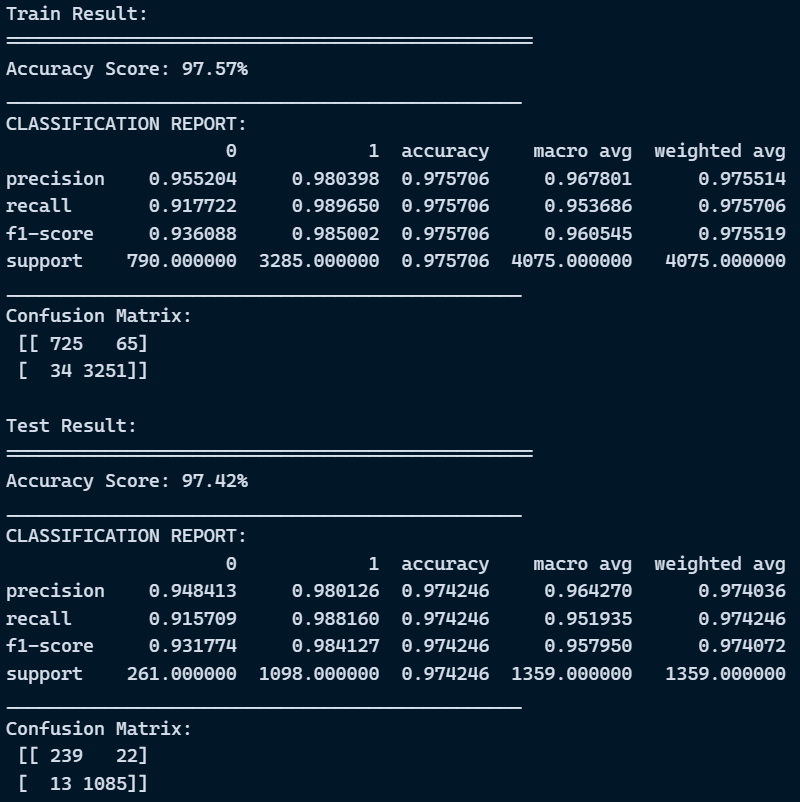 Train Result:
================================================
Accuracy Score: 97.57%
_______________________________________________
CLASSIFICATION REPORT:
                    0            1  accuracy    macro avg  weighted avg
precision    0.955204     0.980398  0.975706     0.967801      0.975514
recall       0.917722     0.989650  0.975706     0.953686      0.975706
f1-score     0.936088     0.985002  0.975706     0.960545      0.975519
support    790.000000  3285.000000  0.975706  4075.000000   4075.000000
_______________________________________________
Confusion Matrix:
 [[ 725   65]
 [  34 3251]]

Test Result:
================================================
Accuracy Score: 97.42%
_______________________________________________
CLASSIFICATION REPORT:
                    0            1  accuracy    macro avg  weighted avg
precision    0.948413     0.980126  0.974246     0.964270      0.974036
recall       0.915709     0.988160  0.974246     0.951935      0.974246
f1-score     0.931774     0.984127  0.974246     0.957950      0.974072
support    261.000000  1098.000000  0.974246  1359.000000   1359.000000
_______________________________________________
Confusion Matrix:
 [[ 239   22]
 [  13 1085]]